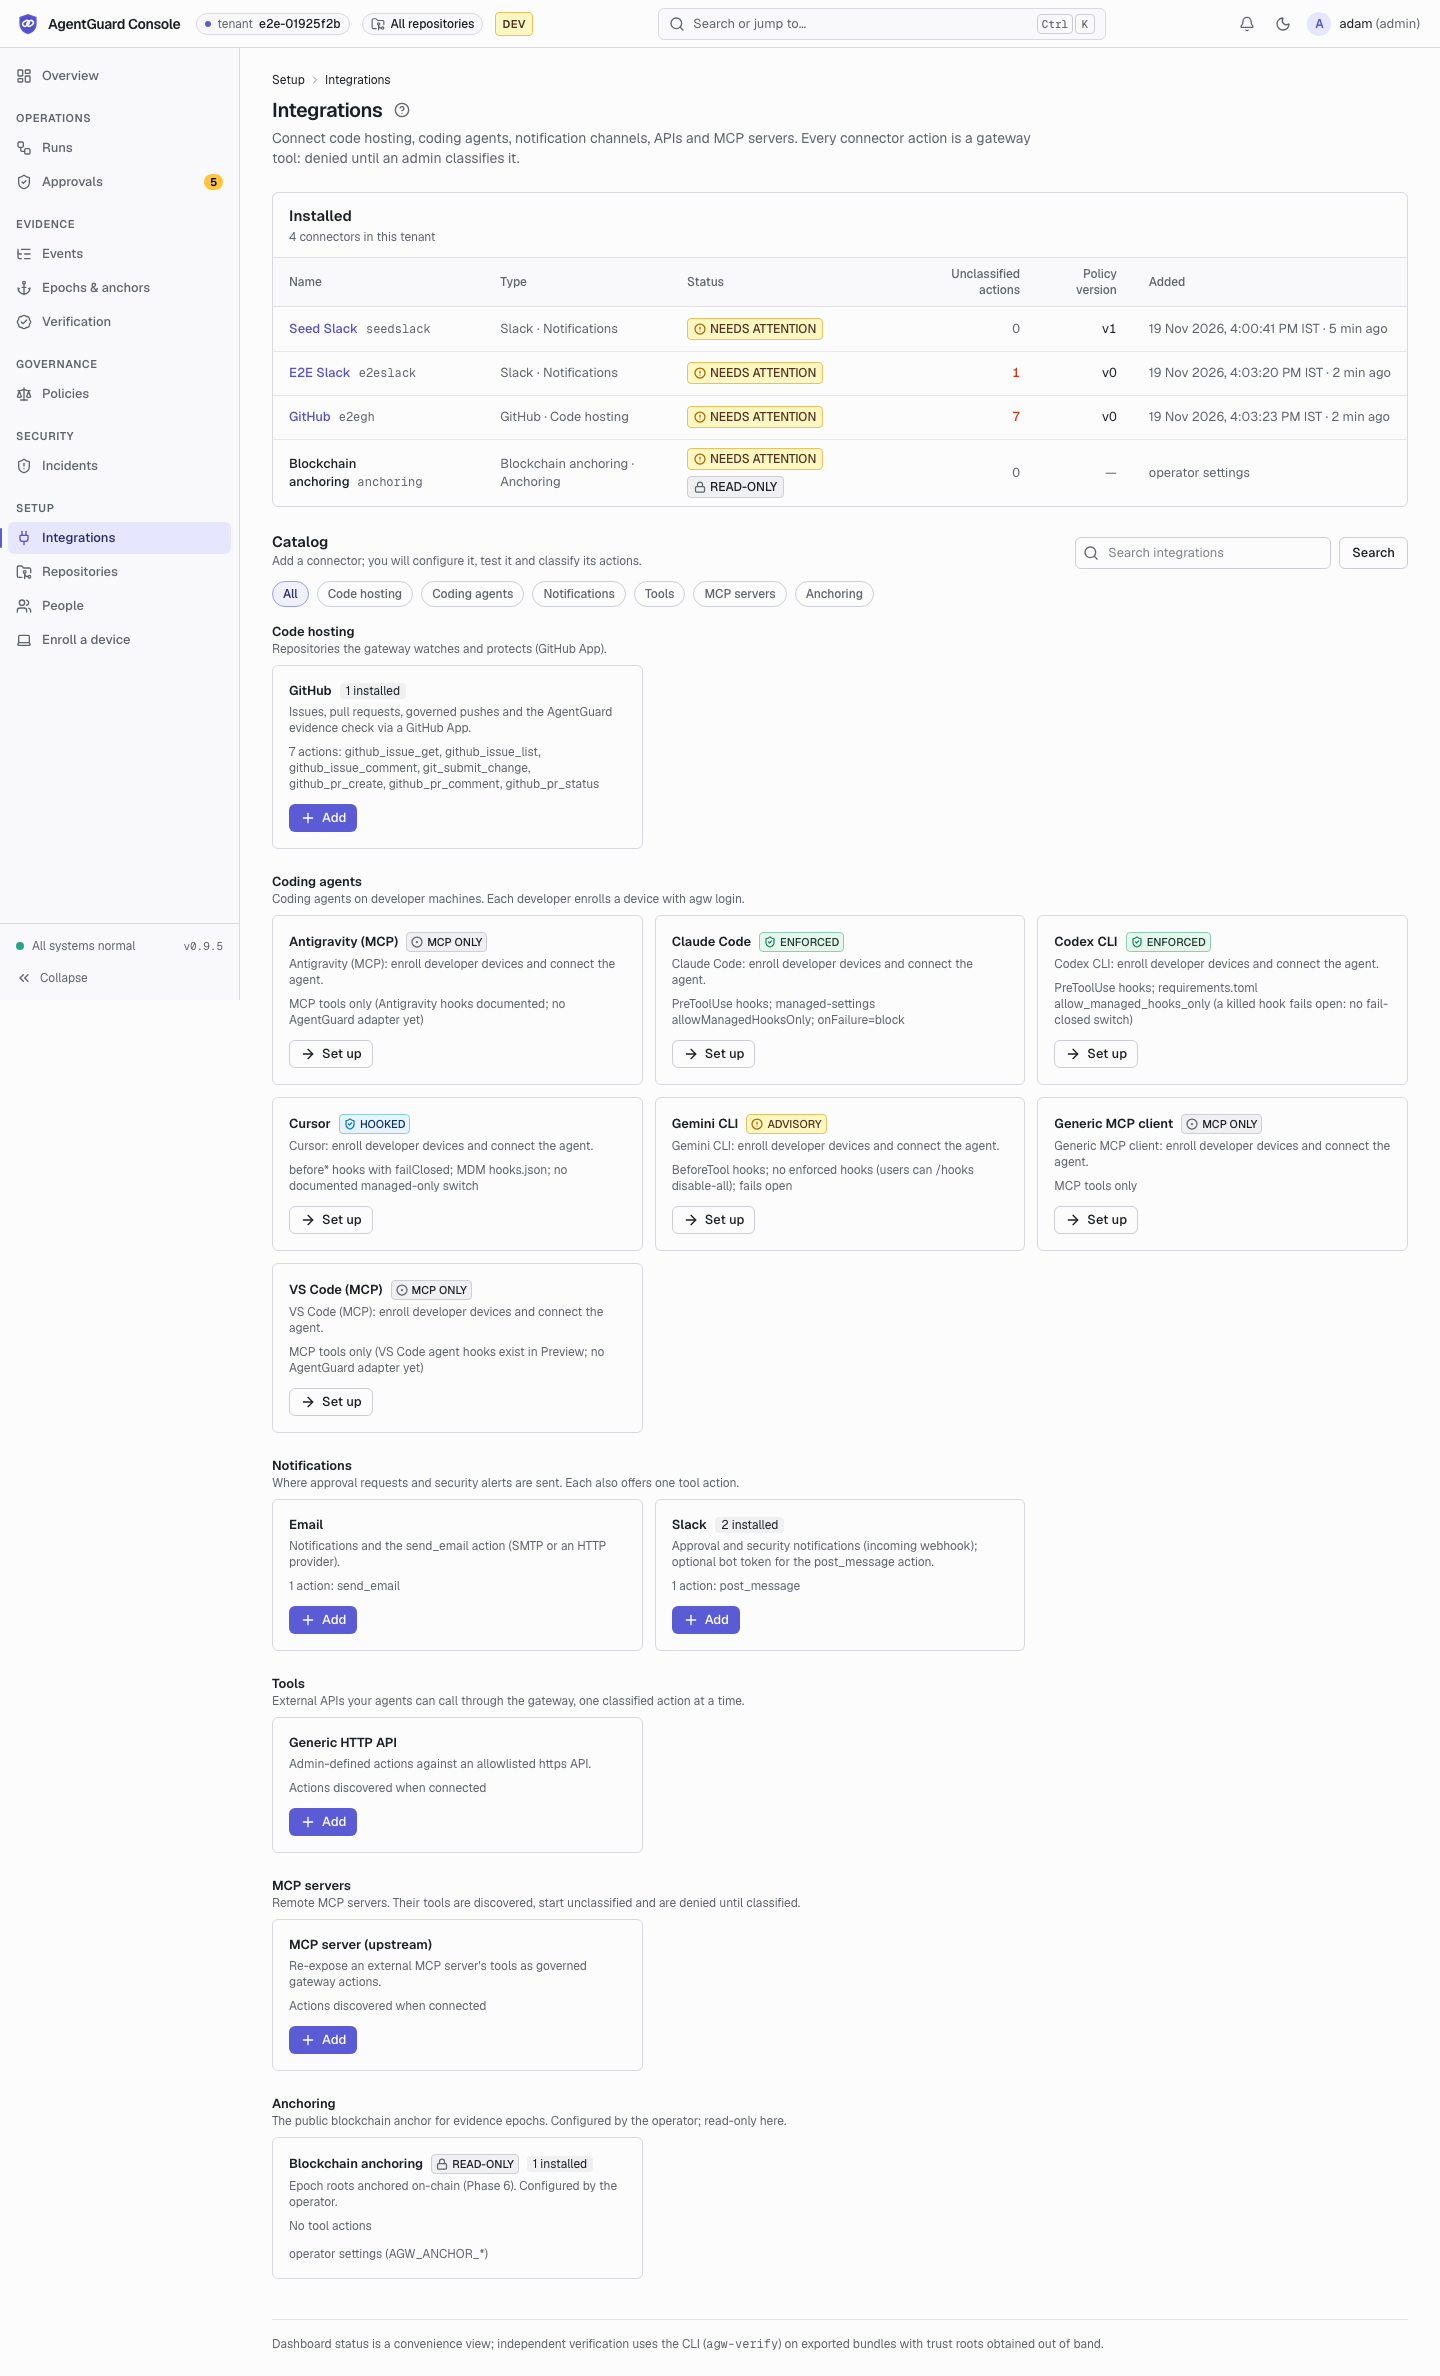 AgentGuard Console
tenant e2e-01925f2b
All repositories
DEV
Search or jump to...
Ctrl K
A
adam (admin)
Overview
OPERATIONS
Runs
Approvals 5
EVIDENCE
Events
Epochs & anchors
Verification
GOVERNANCE
Policies
SECURITY
Incidents
SETUP
Integrations
Repositories
People
Enroll a device
All systems normal v0.9.5
Collapse
Setup > Integrations
Integrations
Connect code hosting, coding agents, notification channels, APIs and MCP servers. Every connector action is a gateway
tool: denied until an admin classifies it.
Installed
4 connectors in this tenant
Name Type Status Unclassified actions Policy version Added
Seed Slack seedslack Slack · Notifications NEEDS ATTENTION 0 v1 19 Nov 2026, 4:00:41 PM IST · 5 min ago
E2E Slack e2eslack Slack · Notifications NEEDS ATTENTION 1 v0 19 Nov 2026, 4:03:20 PM IST · 2 min ago
GitHub e2egh GitHub · Code hosting NEEDS ATTENTION 7 v0 19 Nov 2026, 4:03:23 PM IST · 2 min ago
Blockchain anchoring anchoring Blockchain anchoring · Anchoring NEEDS ATTENTION READ-ONLY 0 — operator settings
Catalog
Add a connector; you will configure it, test it and classify its actions.
Search integrations
Search
All Code hosting Coding agents Notifications Tools MCP servers Anchoring
Code hosting
Repositories the gateway watches and protects (GitHub App).
GitHub 1 installed
Issues, pull requests, governed pushes and the AgentGuard
evidence check via a GitHub App.
7 actions: github_issue_get, github_issue_list,
github_issue_comment, git_submit_change,
github_pr_create, github_pr_comment, github_pr_status
Add
Coding agents
Coding agents on developer machines. Each developer enrolls a device with agw login.
Antigravity (MCP) MCP ONLY
Antigravity (MCP): enroll developer devices and connect the
agent.
MCP tools only (Antigravity hooks documented; no
AgentGuard adapter yet)
Set up
Claude Code ENFORCED
Claude Code: enroll developer devices and connect the
agent.
PreToolUse hooks; managed-settings
allowManagedHooksOnly; onFailure=block
Set up
Codex CLI ENFORCED
Codex CLI: enroll developer devices and connect the agent.
PreToolUse hooks; requirements.toml
allow_managed_hooks_only (a killed hook fails open: no fail-
closed switch)
Set up
Cursor HOOKED
Cursor: enroll developer devices and connect the agent.
before* hooks with failClosed; MDM hooks.json; no
documented managed-only switch
Set up
Gemini CLI ADVISORY
Gemini CLI: enroll developer devices and connect the agent.
BeforeTool hooks; no enforced hooks (users can /hooks
disable-all); fails open
Set up
Generic MCP client MCP ONLY
Generic MCP client: enroll developer devices and connect the
agent.
MCP tools only
Set up
VS Code (MCP) MCP ONLY
VS Code (MCP): enroll developer devices and connect the
agent.
MCP tools only (VS Code agent hooks exist in Preview; no
AgentGuard adapter yet)
Set up
Notifications
Where approval requests and security alerts are sent. Each also offers one tool action.
Email
Notifications and the send_email action (SMTP or an HTTP
provider).
1 action: send_email
Add
Slack 2 installed
Approval and security notifications (incoming webhook);
optional bot token for the post_message action.
1 action: post_message
Add
Tools
External APIs your agents can call through the gateway, one classified action at a time.
Generic HTTP API
Admin-defined actions against an allowlisted https API.
Actions discovered when connected
Add
MCP servers
Remote MCP servers. Their tools are discovered, start unclassified and are denied until classified.
MCP server (upstream)
Re-expose an external MCP server's tools as governed
gateway actions.
Actions discovered when connected
Add
Anchoring
The public blockchain anchor for evidence epochs. Configured by the operator; read-only here.
Blockchain anchoring READ-ONLY 1 installed
Epoch roots anchored on-chain (Phase 6). Configured by the
operator.
No tool actions
operator settings (AGW_ANCHOR_*)
Dashboard status is a convenience view; independent verification uses the CLI (agw-verify) on exported bundles with trust roots obtained out of band.